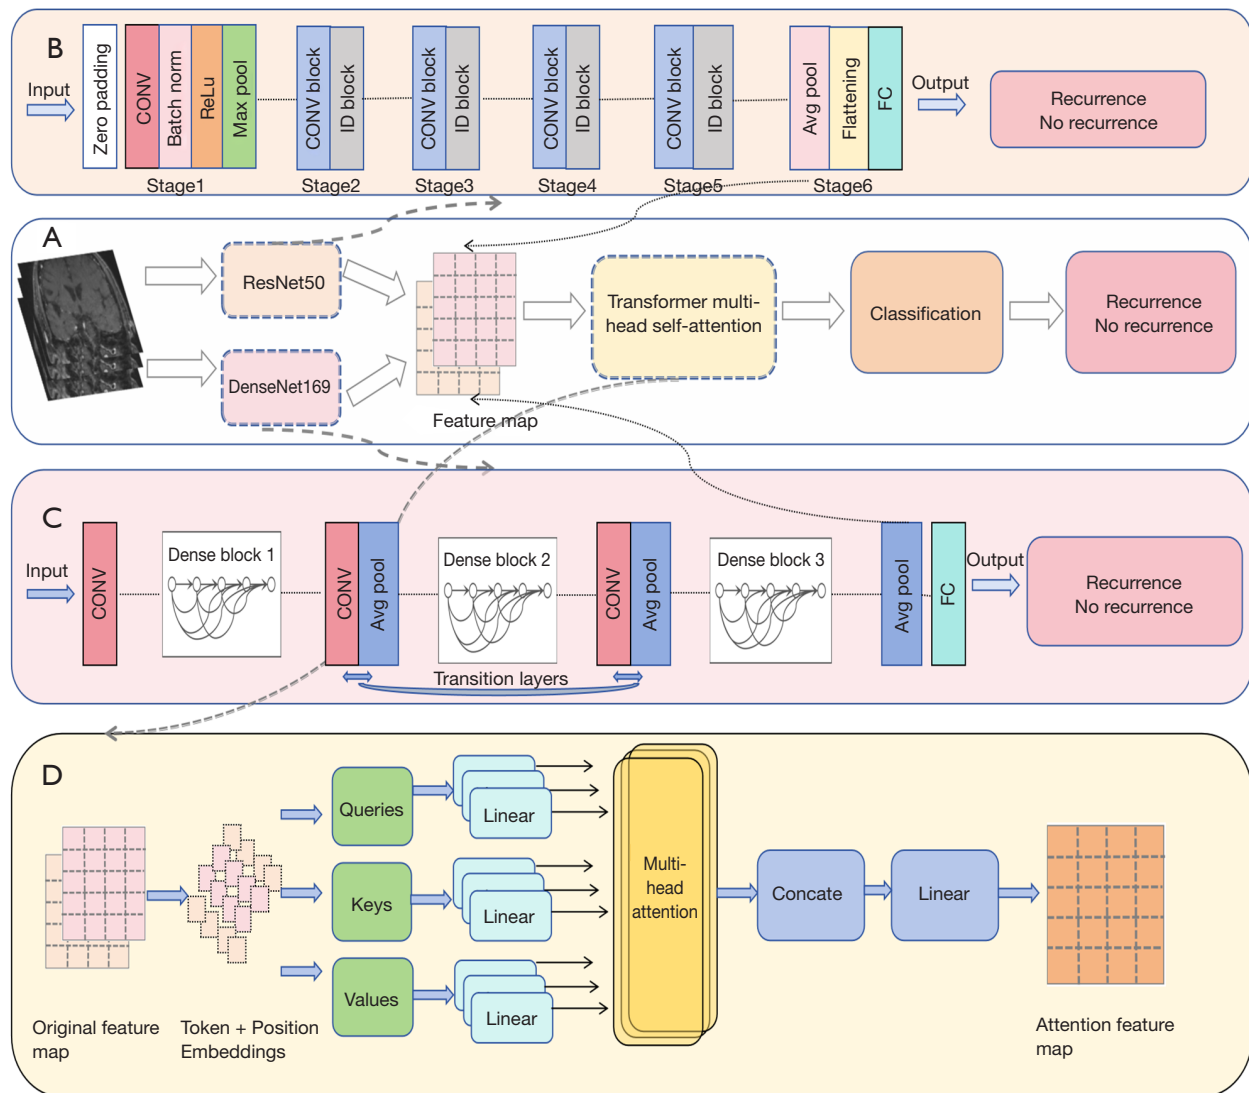 B
Input
Zero padding
CONV
Batch norm
ReLu
Max pool
Stage1
CONV block
ID block
Stage2
CONV block
ID block
Stage3
CONV block
ID block
Stage4
CONV block
ID block
Stage5
Avg pool
Flattening
FC
Stage6
Output
Recurrence
No recurrence
A
ResNet50
DenseNet169
Feature map
Transformer multi-
head self-attention
Classification
Recurrence
No recurrence
C
Input
CONV
Dense block 1
CONV
Avg pool
Dense block 2
Transition layers
CONV
Avg pool
Dense block 3
Avg pool
FC
Output
Recurrence
No recurrence
D
Original feature
map
Token + Position
Embeddings
Queries
Linear
Keys
Linear
Values
Linear
Multi-
head
attention
Concate
Linear
Attention feature
map